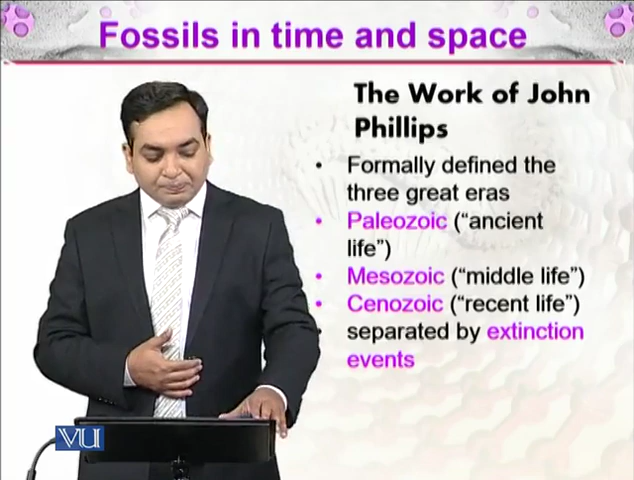 Fossils in time and space
The Work of John
Phillips
• Formally defined the
three great eras
• Paleozoic (“ancient
life”)
• Mesozoic (“middle life”)
• Cenozoic (“recent life”)
• separated by extinction
events
VU